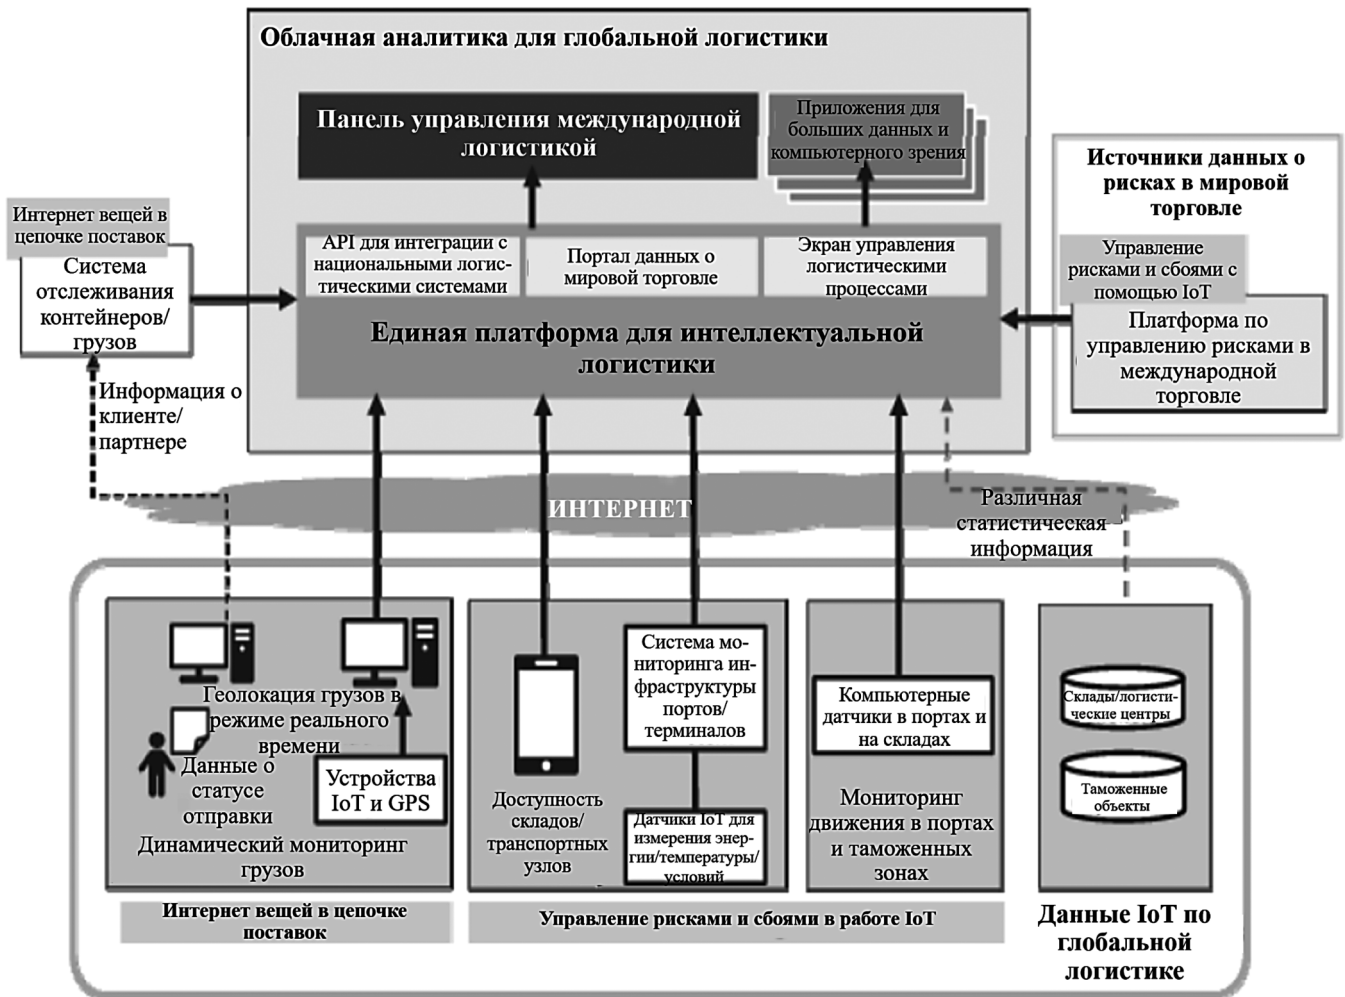 Облачная аналитика для глобальной логистики
Панель управления международной
логистикой
Приложения для
больших данных и
компьютерного зрения
Источники данных о
рисках в мировой
торговле
Управление
рисками и сбоями с
помощью IoT
Платформа по
управлению рисками в
международной
торговле
Интернет вещей в
цепочке поставок
Система
отслеживания
контейнеров/
грузов
API для интеграции с
национальными логис-
тическими системами
Портал данных о
мировой торговле
Экран управления
логистическими
процессами
Единая платформа для интеллектуальной
логистики
Информация о
клиенте/
партнере
ИНТЕРНЕТ
Различная
статистическая
информация
Геолокация грузов в
режиме реального
времени
Данные о
статусе
отправки
Устройства
IoT и GPS
Динамический мониторинг
грузов
Интернет вещей в цепочке
поставок
Доступность
складов/
транспортных
узлов
Система мо-
ниторинга ин-
фраструктуры
портов/
терминалов
Датчики IoT для
измерения энер-
гии/температуры/
условий
Компьютерные
датчики в портах и
на складах
Мониторинг
движения в портах
и таможенных
зонах
Управление рисками и сбоями в работе IoT
Склады/логисти-
ческие центры
Таможенные
объекты
Данные IoT по
глобальной
логистике